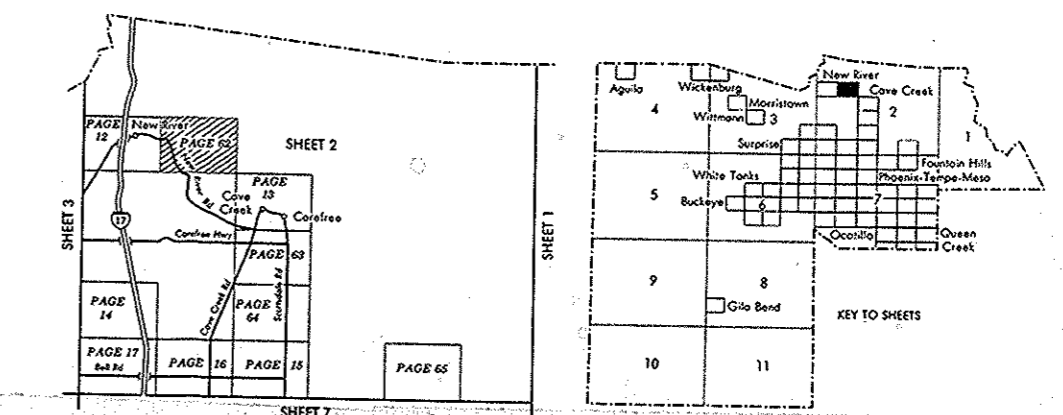 PAGE 12
New River
PAGE 62
SHEET 2
New River Rd
PAGE 13
Cave Creek
Carefree
SHEET 3
17
Carefree Hwy
PAGE 63
Cave Creek Rd
Scottsdale Rd
PAGE 14
PAGE 64
PAGE 17
Bell Rd
PAGE 16
PAGE 15
PAGE 65
SHEET 7
SHEET 1
Aguila
4
Wickenburg
Morristown
Wittmann
3
New River
Cave Creek
2
1
Surprise
Fountain Hills
Phoenix-Tempe-Mesa
White Tanks
5
Buckeye
6
7
Ocotillo
Queen Creek
9
8
Gila Bend
KEY TO SHEETS
10
11